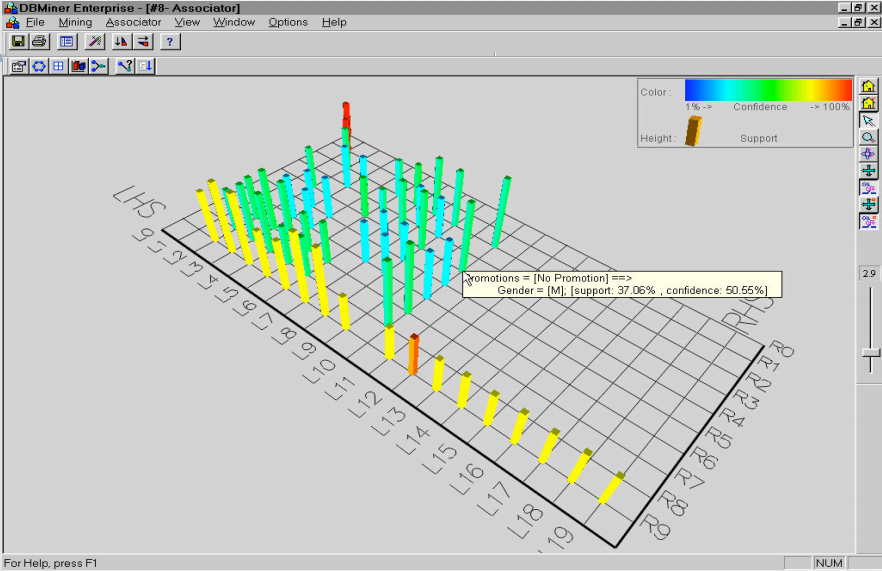 DBMiner Enterprise - [#8- Associator]
File Mining Associator View Window Options Help
Color :
1% -> Confidence -> 100%
Height : Support
LHS
L0
L1
L2
L3
L4
L5
L6
L7
L8
L9
L10
L11
L12
L13
L14
L15
L16
L17
L18
L19
romotions = [No Promotion] ==>
Gender = [M]; [support: 37.06% , confidence: 50.55%]
RHS
R0
R1
R2
R3
R4
R5
R6
R7
R8
R9
2.9
For Help, press F1
NUM